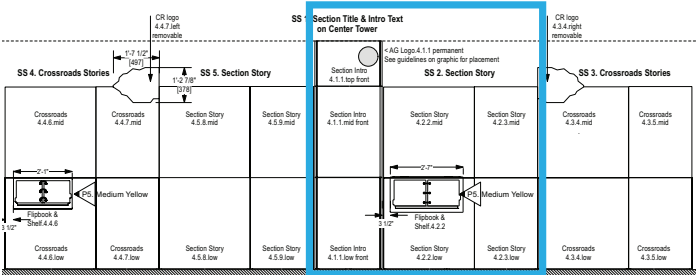 CR logo
4.4.7.left
removable
SS 1. Section Title & Intro Text
on Center Tower
CR logo
4.3.4.right
removable
1'-7 1/2"
[497]
< AG Logo.4.1.1 permanent
See guidelines on graphic for placement
SS 4. Crossroads Stories
1'-2 7/8"
[378]
SS 5. Section Story
Section Intro
4.1.1.top front
SS 2. Section Story
SS 3. Crossroads Stories
Crossroads
4.4.6.mid
Crossroads
4.4.7.mid
Section Story
4.5.8.mid
Section Story
4.5.9.mid
Section Intro
4.1.1.mid front
Section Story
4.2.2.mid
Section Story
4.2.3.mid
Crossroads
4.3.4.mid
Crossroads
4.3.5.mid
2'-1"
2'-7"
P5. Medium Yellow
P5. Medium Yellow
Flipbook &
Shelf.4.4.6
3 1/2"
Flipbook &
Shelf.4.2.2
3 1/2"
Crossroads
4.4.6.low
Crossroads
4.4.7.low
Section Story
4.5.8.low
Section Story
4.5.9.low
Section Intro
4.1.1.low front
Section Story
4.2.2.low
Section Story
4.2.3.low
Crossroads
4.3.4.low
Crossroads
4.3.5.low